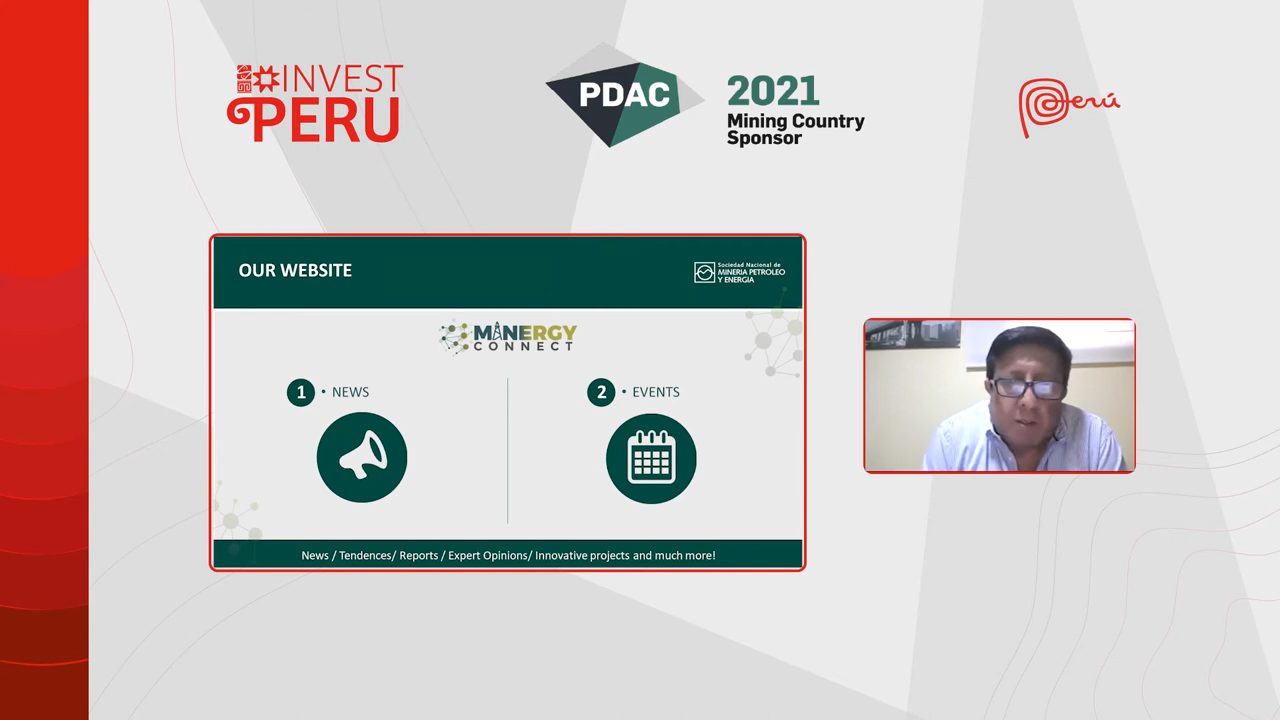 INVEST
PERU
PDAC
2021
Mining Country
Sponsor
Perú
OUR WEBSITE
Sociedad Nacional de
MINERIA PETROLEO
Y ENERGIA
MINERGY
CONNECT
1 • NEWS
2 • EVENTS
News / Tendences/ Reports / Expert Opinions/ Innovative projects and much more!